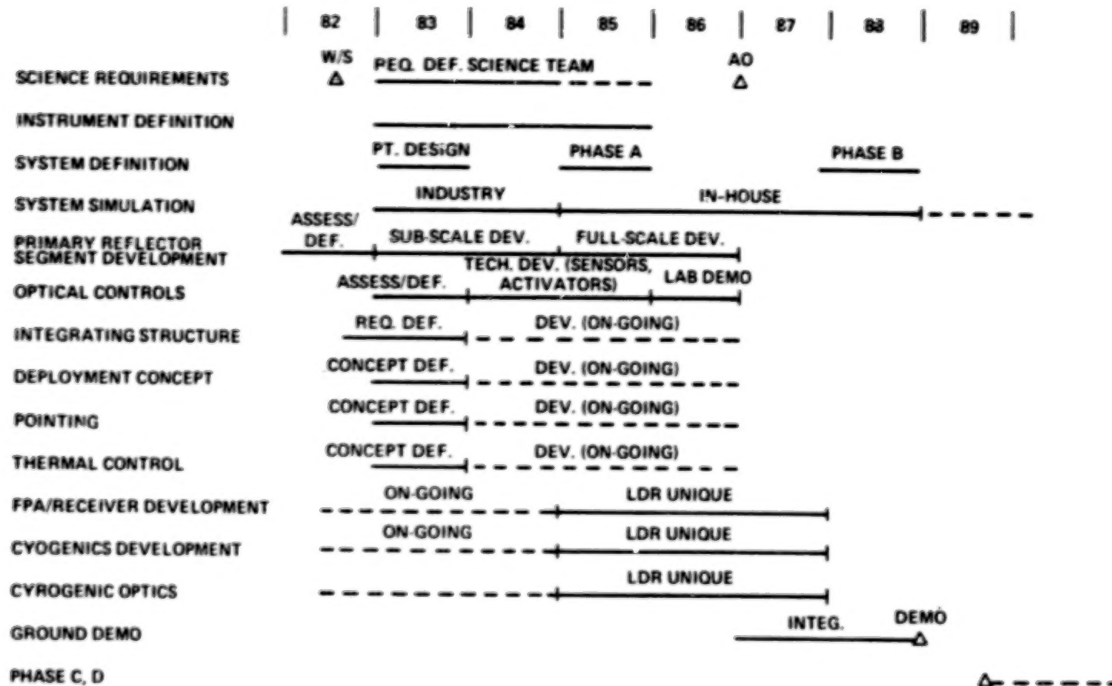 82 83 84 85 86 87 88 89
W/S PEQ. DEF. SCIENCE TEAM AO
SCIENCE REQUIREMENTS
INSTRUMENT DEFINITION
PT. DESIGN PHASE A PHASE B
SYSTEM DEFINITION
INDUSTRY IN-HOUSE
SYSTEM SIMULATION
ASSESS/
DEF. SUB-SCALE DEV. FULL-SCALE DEV.
PRIMARY REFLECTOR
SEGMENT DEVELOPMENT
TECH. DEV. (SENSORS,
ASSESS/DEF. ACTIVATORS) LAB DEMO
OPTICAL CONTROLS
REQ. DEF. DEV. (ON-GOING)
INTEGRATING STRUCTURE
CONCEPT DEF. DEV. (ON-GOING)
DEPLOYMENT CONCEPT
CONCEPT DEF. DEV. (ON-GOING)
POINTING
CONCEPT DEF. DEV. (ON-GOING)
THERMAL CONTROL
ON-GOING LDR UNIQUE
FPA/RECEIVER DEVELOPMENT
ON-GOING LDR UNIQUE
CYOGENICS DEVELOPMENT
LDR UNIQUE
CYROGENIC OPTICS
INTEG. DEMO
GROUND DEMO
PHASE C, D